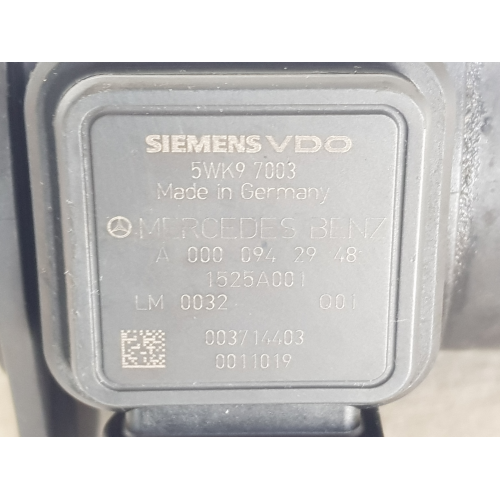 SIEMENS VDO
5WK9 7003
Made in Germany
MERCEDES BENZ
A 000 094 29 48
1525A001
LM 0032 Q01
003714403
0011019